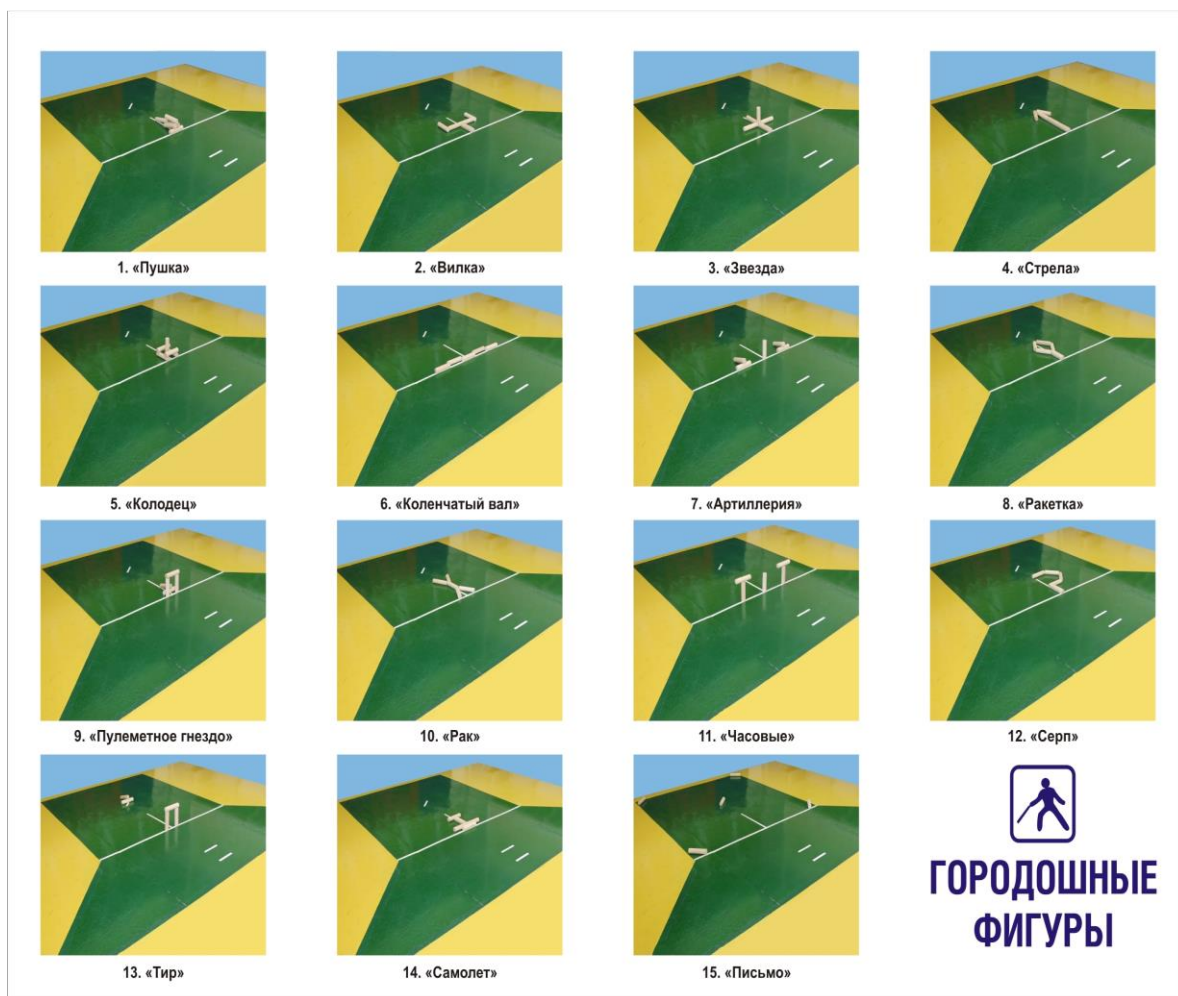 1. «Пушка»
2. «Вилка»
3. «Звезда»
4. «Стрела»
5. «Колодец»
6. «Коленчатый вал»
7. «Артиллерия»
8. «Ракетка»
9. «Пулеметное гнездо»
10. «Рак»
11. «Часовые»
12. «Серп»
13. «Тир»
14. «Самолет»
15. «Письмо»
ГОРОДОШНЫЕ
ФИГУРЫ